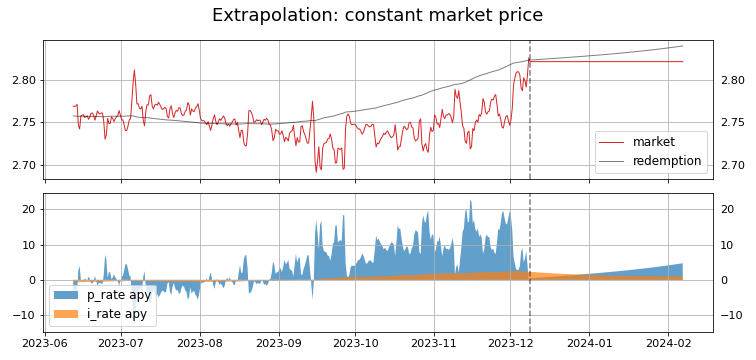 Extrapolation: constant market price
2.80
2.80
2.75
2.75
2.70
2.70
market
redemption
20
20
10
10
0
0
−10
−10
p_rate apy
i_rate apy
2023-06 2023-07 2023-08 2023-09 2023-10 2023-11 2023-12 2024-01 2024-02